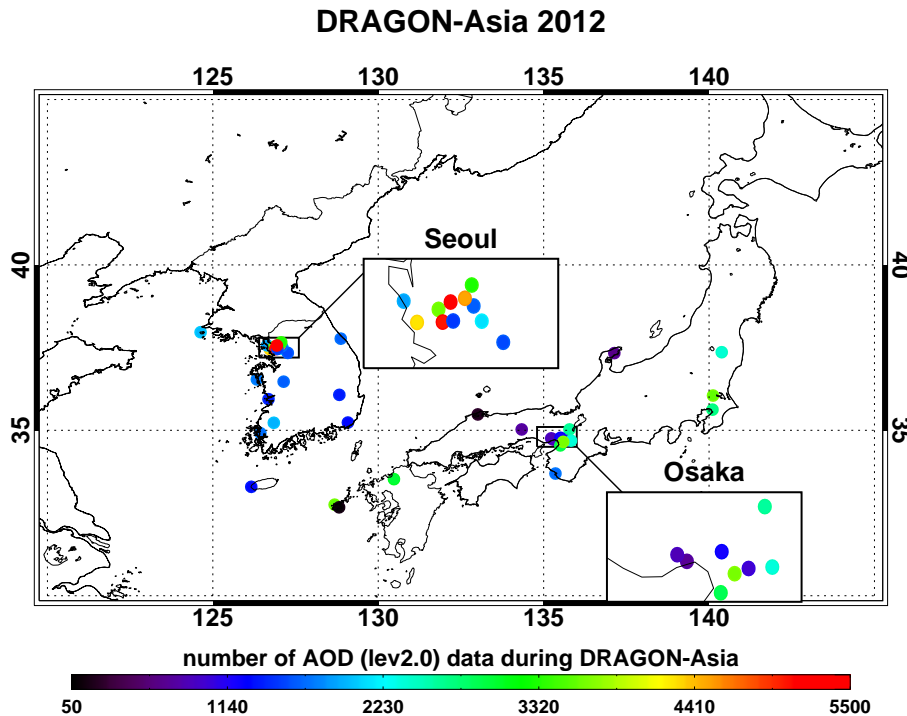 DRAGON-Asia 2012
125 130 135 140
40 40
Seoul
35 35
Osaka
125 130 135 140
number of AOD (lev2.0) data during DRAGON-Asia
50 1140 2230 3320 4410 5500